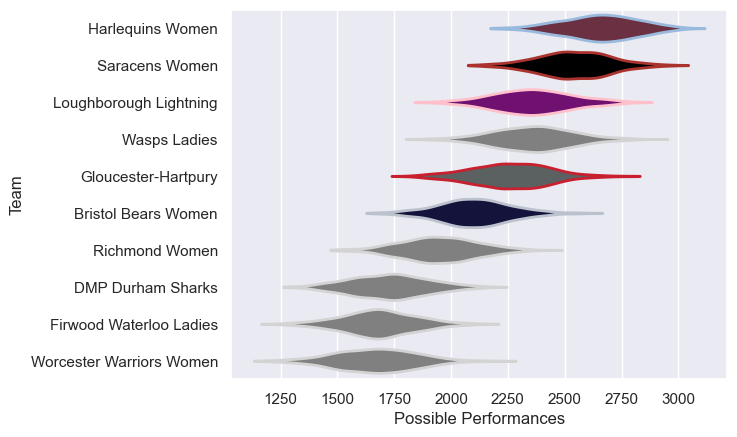 Harlequins Women
Saracens Women
Loughborough Lightning
Wasps Ladies
Gloucester-Hartpury
Bristol Bears Women
Richmond Women
DMP Durham Sharks
Firwood Waterloo Ladies
Worcester Warriors Women
Team
1250 1500 1750 2000 2250 2500 2750 3000
Possible Performances